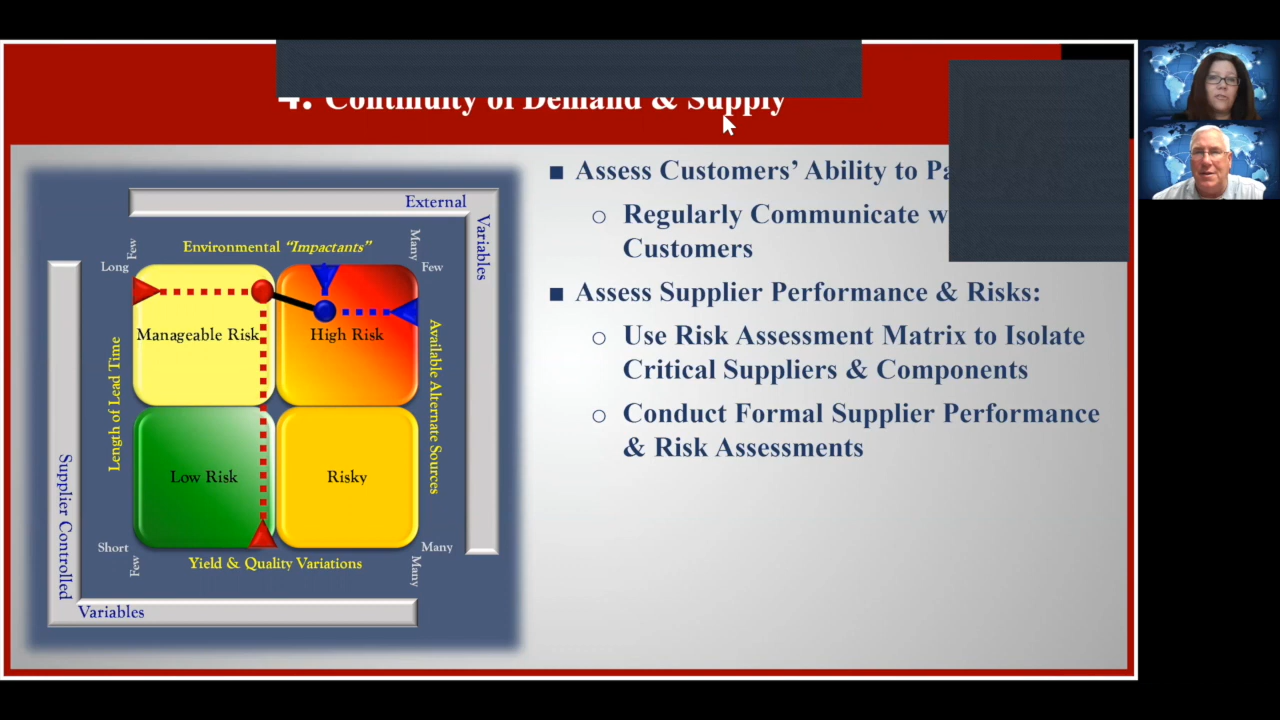 4. Continuity of Demand & Supply
External
Variables
Environmental "Impactants"
Few
Many
Long
Few
Manageable Risk
High Risk
Length of Lead Time
Available Alternate Sources
Low Risk
Risky
Supplier Controlled
Short
Many
Few
Many
Yield & Quality Variations
Variables
■ Assess Customers' Ability to
○ Regularly Communicate
Customers
■ Assess Supplier Performance & Risks:
○ Use Risk Assessment Matrix to Isolate
Critical Suppliers & Components
○ Conduct Formal Supplier Performance
& Risk Assessments